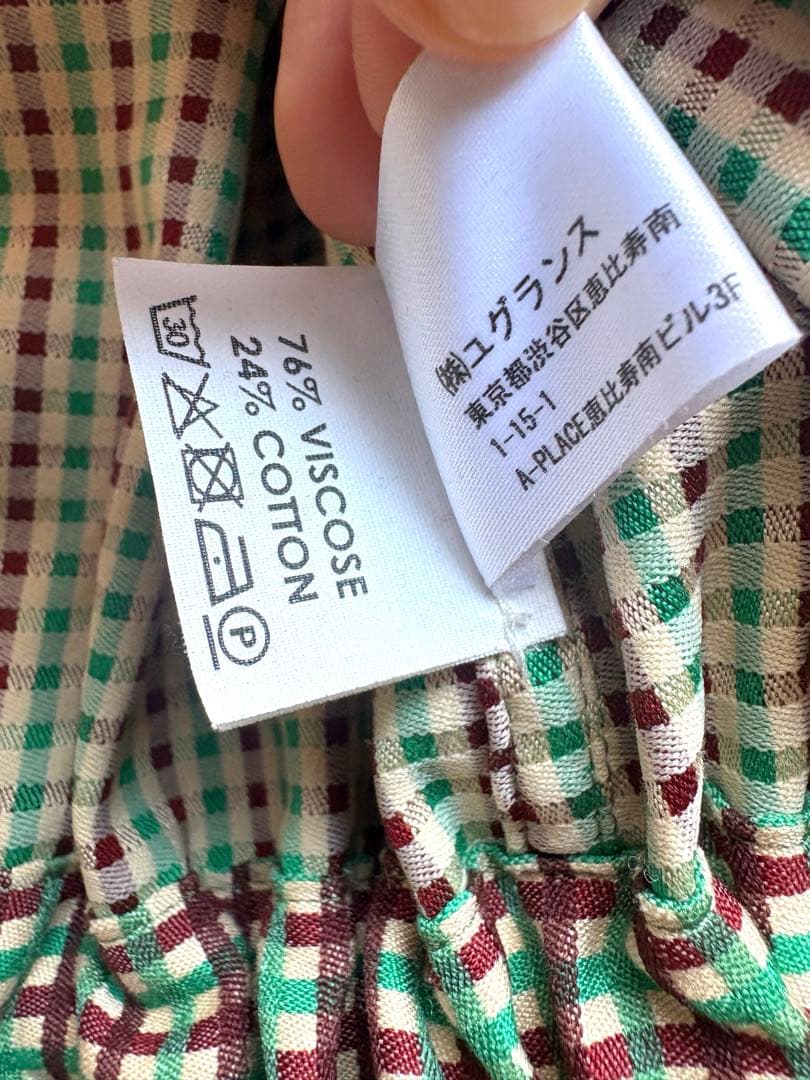 76% VISCOSE
24% COTTON
30
P
㈱ユグランス
東京都渋谷区恵比寿南
1-15-1
A-PLACE恵比寿南ビル3F